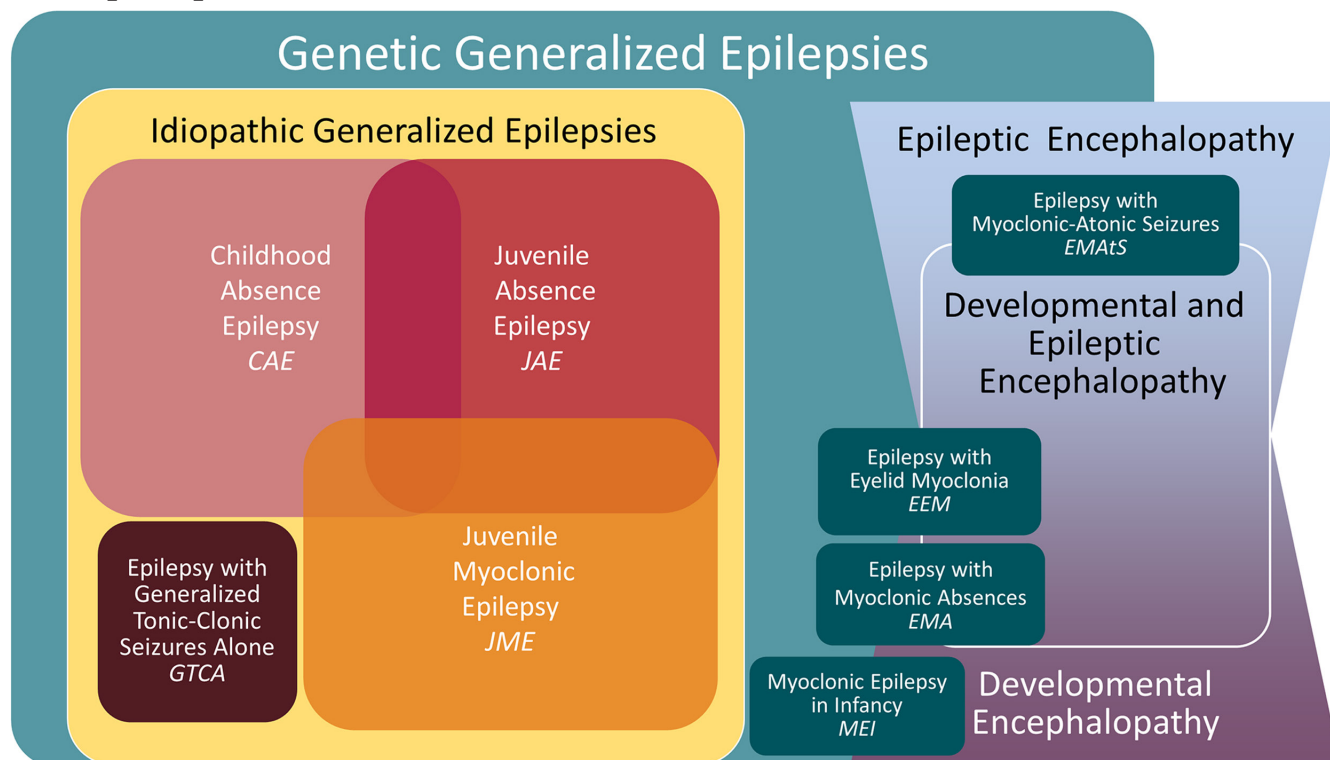 Genetic Generalized Epilepsies
Idiopathic Generalized Epilepsies
Childhood
Absence
Epilepsy
CAE
Juvenile
Absence
Epilepsy
JAE
Epilepsy with
Generalized
Tonic-Clonic
Seizures Alone
GTCA
Juvenile
Myoclonic
Epilepsy
JME
Epileptic Encephalopathy
Epilepsy with
Myoclonic-Atonic Seizures
EMAtS
Developmental and
Epileptic
Encephalopathy
Epilepsy with
Eyelid Myoclonia
EEM
Epilepsy with
Myoclonic Absences
EMA
Myoclonic Epilepsy
in Infancy
MEI
Developmental
Encephalopathy